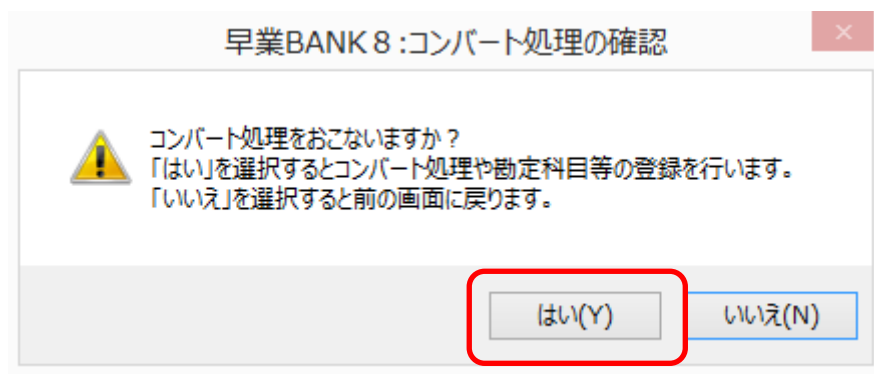 早業BANK８:コンバート処理の確認
コンバート処理をおこないますか？
「はい」を選択するとコンバート処理や勘定科目等の登録を行います。
「いいえ」を選択すると前の画面に戻ります。
はい(Y)
いいえ(N)